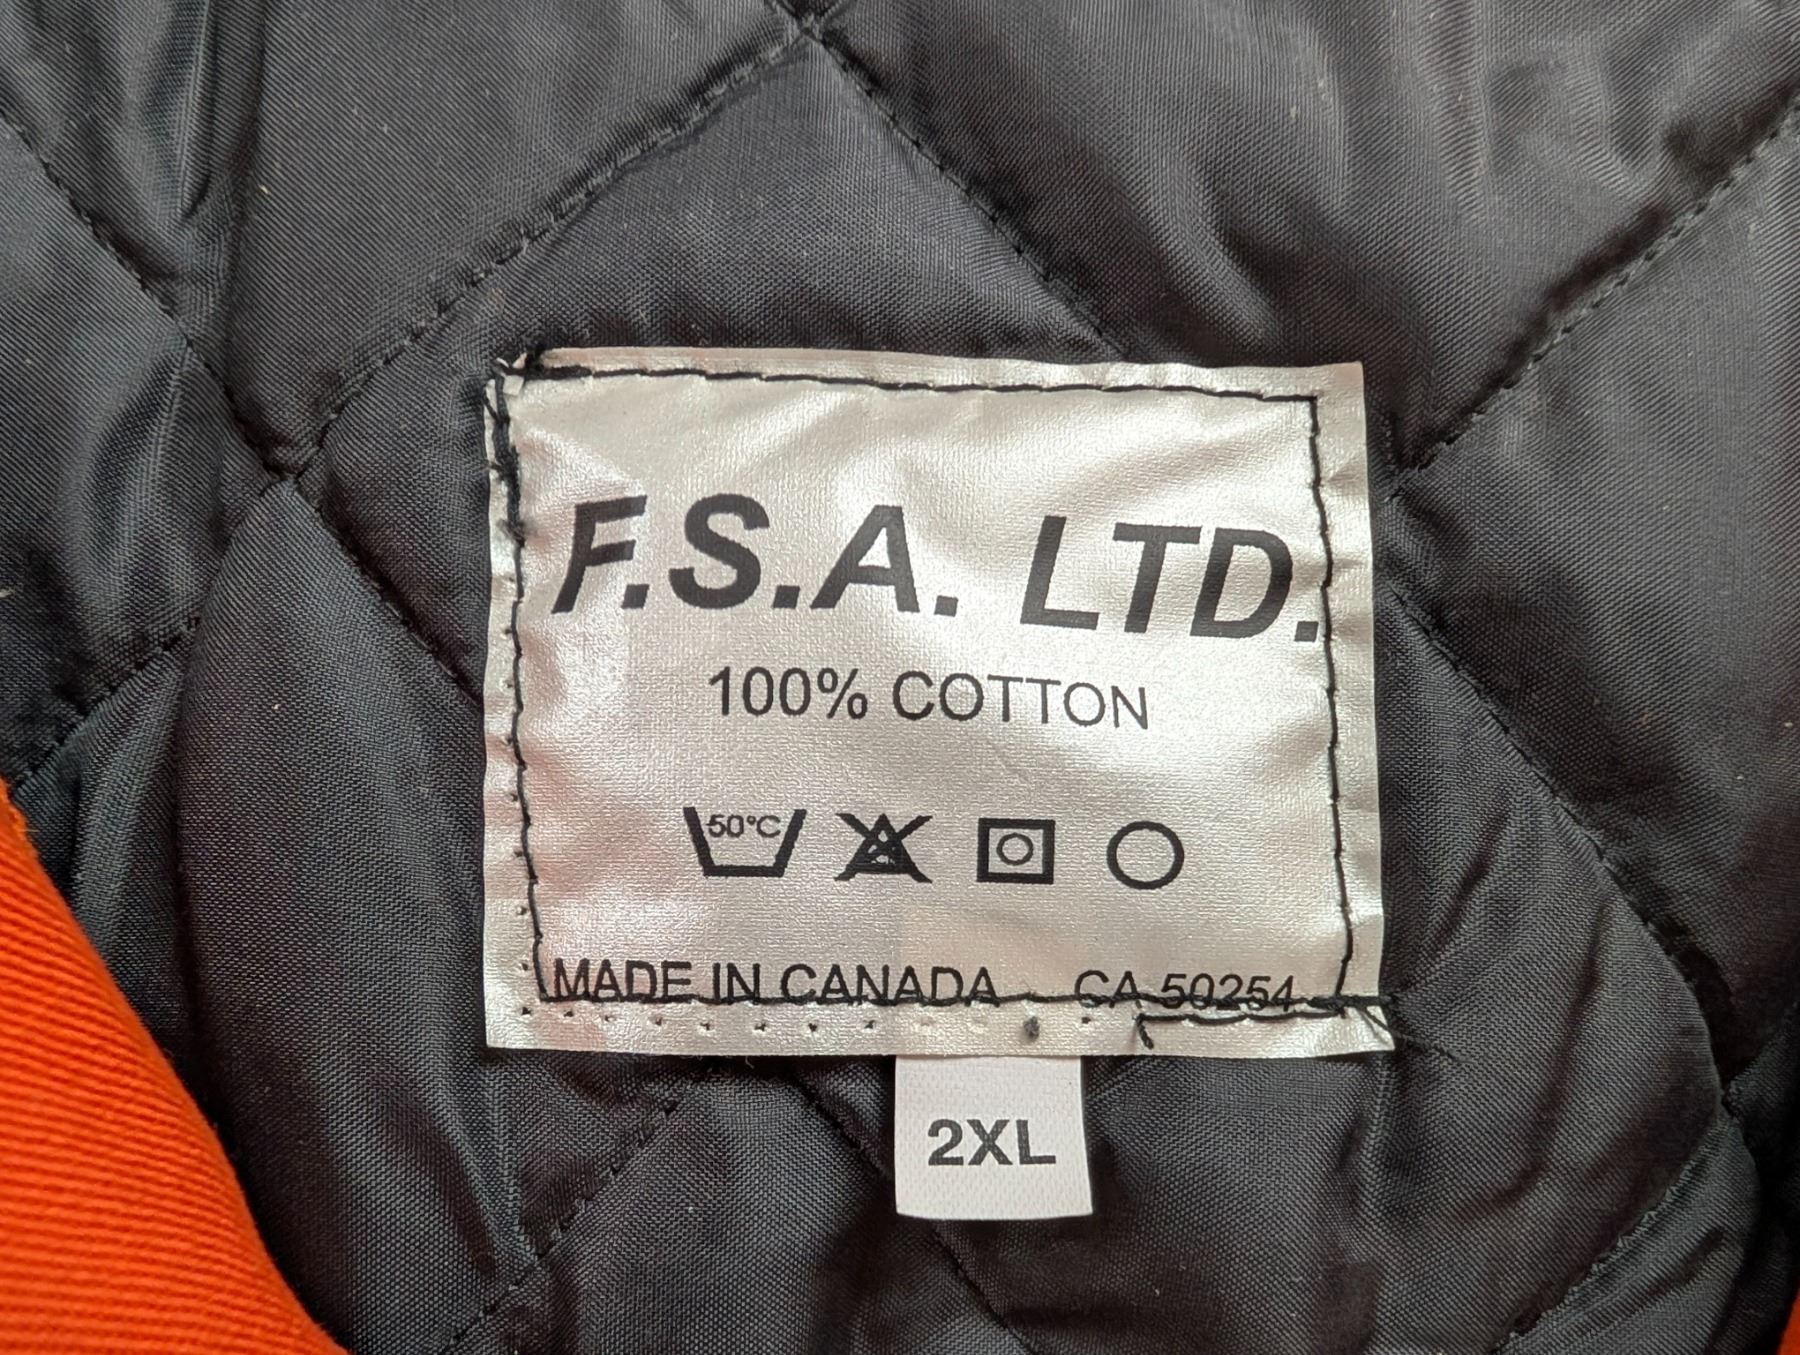 F.S.A. LTD.
100% COTTON
50°C
MADE IN CANADA CA 50254
2XL